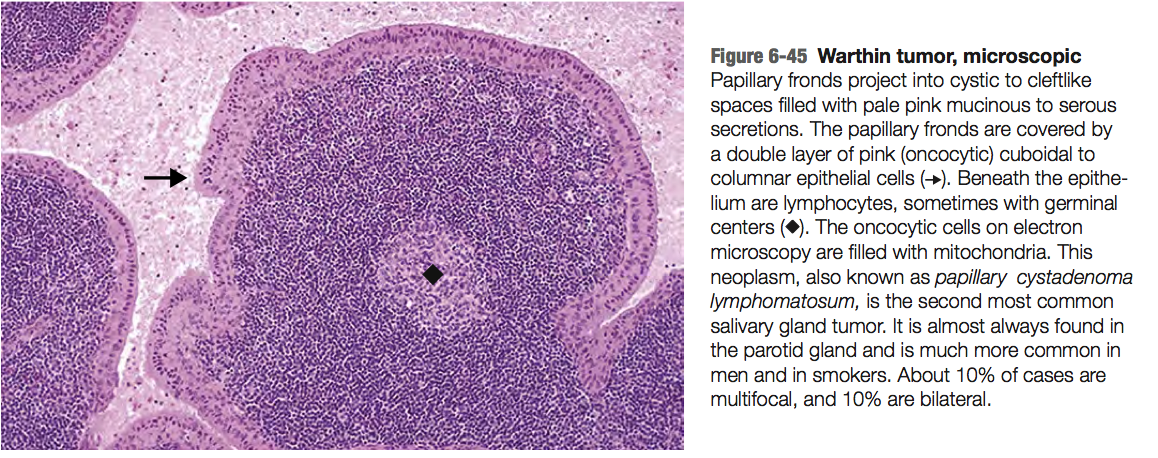 Figure 6-45 Warthin tumor, microscopic
Papillary fronds project into cystic to cleftlike
spaces filled with pale pink mucinous to serous
secretions. The papillary fronds are covered by
a double layer of pink (oncocytic) cuboidal to
columnar epithelial cells (→). Beneath the epithe-
lium are lymphocytes, sometimes with germinal
centers (◆). The oncocytic cells on electron
microscopy are filled with mitochondria. This
neoplasm, also known as papillary cystadenoma
lymphomatosum, is the second most common
salivary gland tumor. It is almost always found in
the parotid gland and is much more common in
men and in smokers. About 10% of cases are
multifocal, and 10% are bilateral.